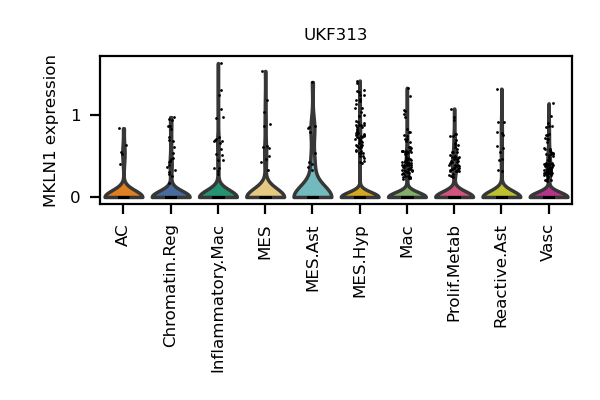 UKF313
MKLN1 expression
1
0
AC
Chromatin.Reg
Inflammatory.Mac
MES
MES.Ast
MES.Hyp
Mac
Prolif.Metab
Reactive.Ast
Vasc